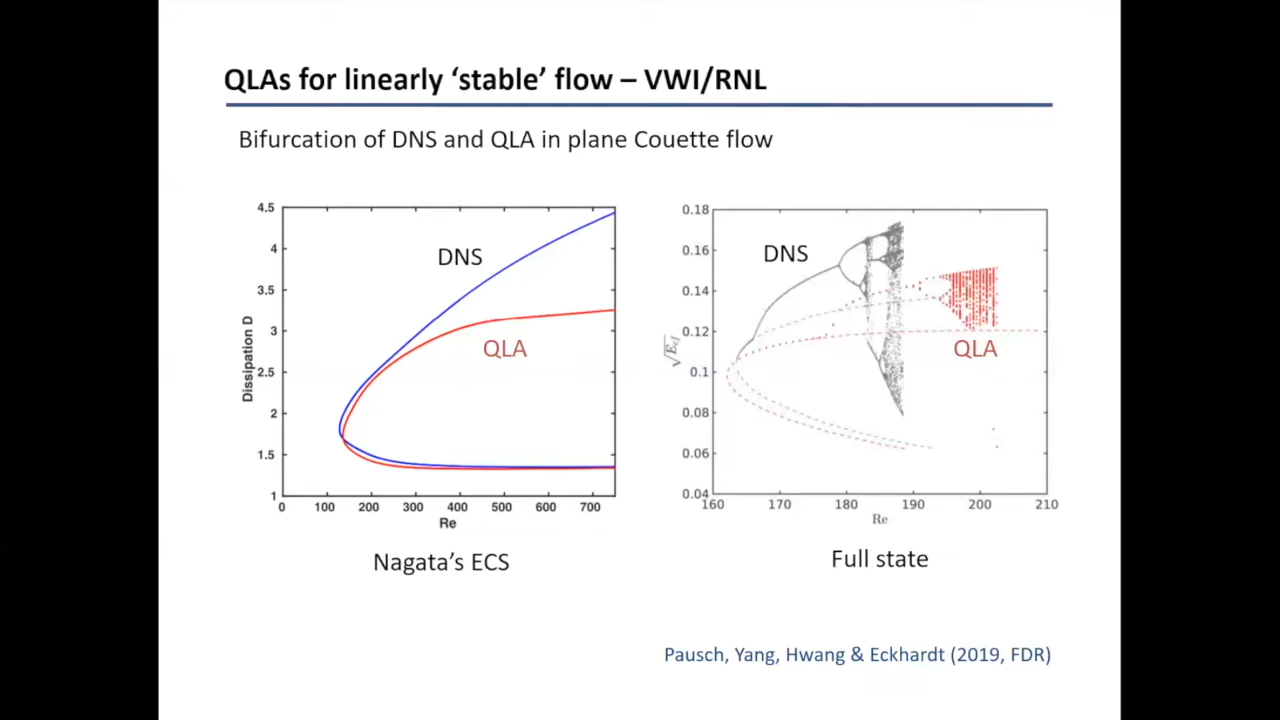 QLAs for linearly ‘stable’ flow – VWI/RNL
Bifurcation of DNS and QLA in plane Couette flow
4.5
4
3.5
3
2.5
2
1.5
1
Dissipation D
DNS
QLA
0 100 200 300 400 500 600 700
Re
Nagata’s ECS
0.18
0.16
0.14
0.12
0.1
0.08
0.06
0.04
√E_cf
DNS
QLA
160 170 180 190 200 210
Re
Full state
Pausch, Yang, Hwang & Eckhardt (2019, FDR)